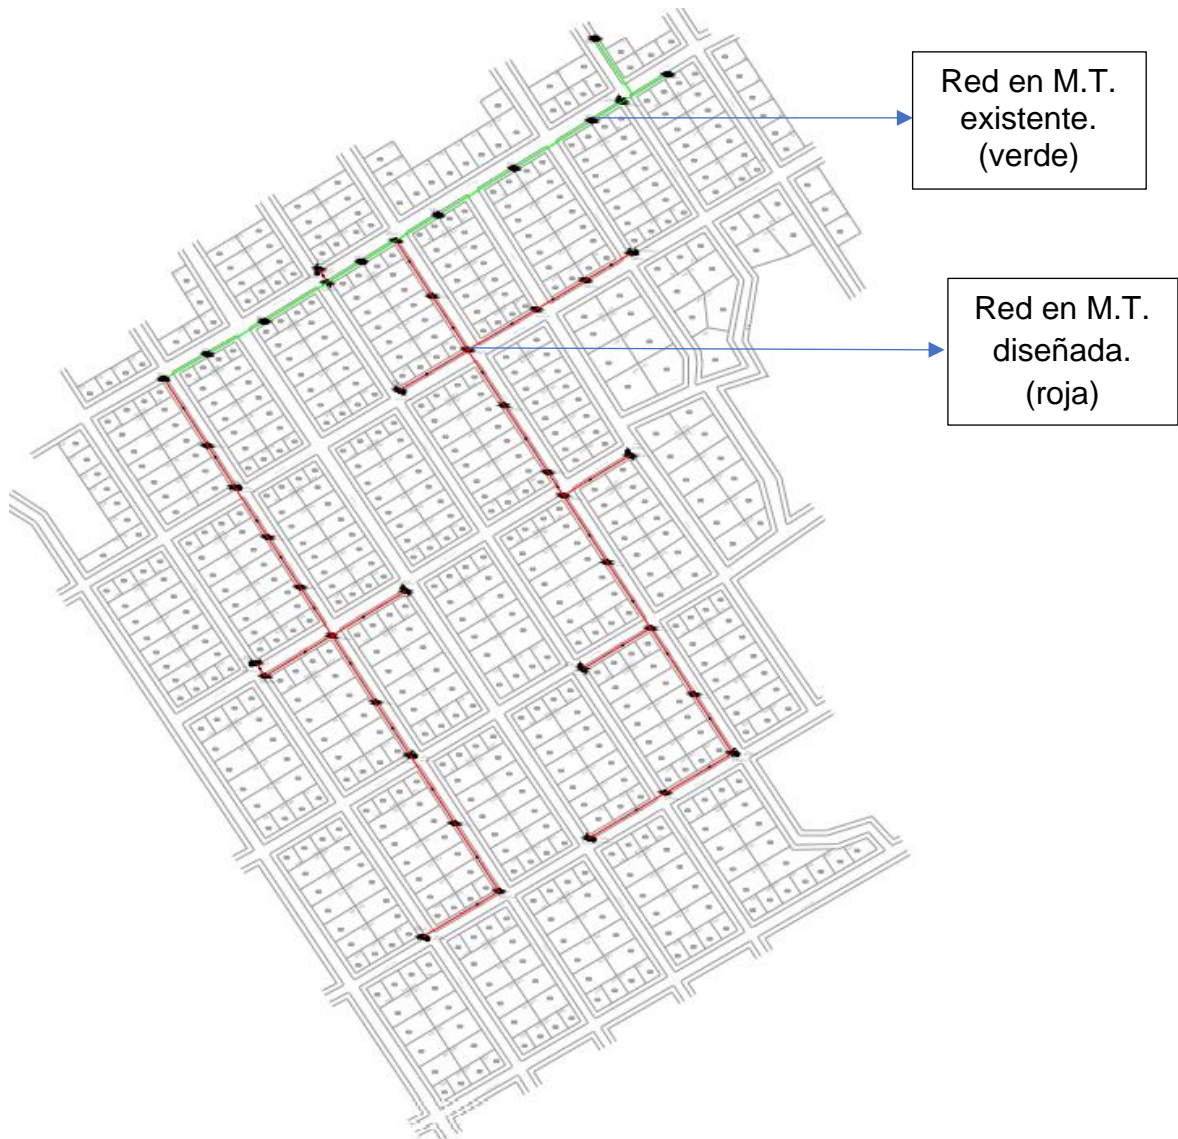 Red en M.T.
existente.
(verde)
Red en M.T.
diseñada.
(roja)